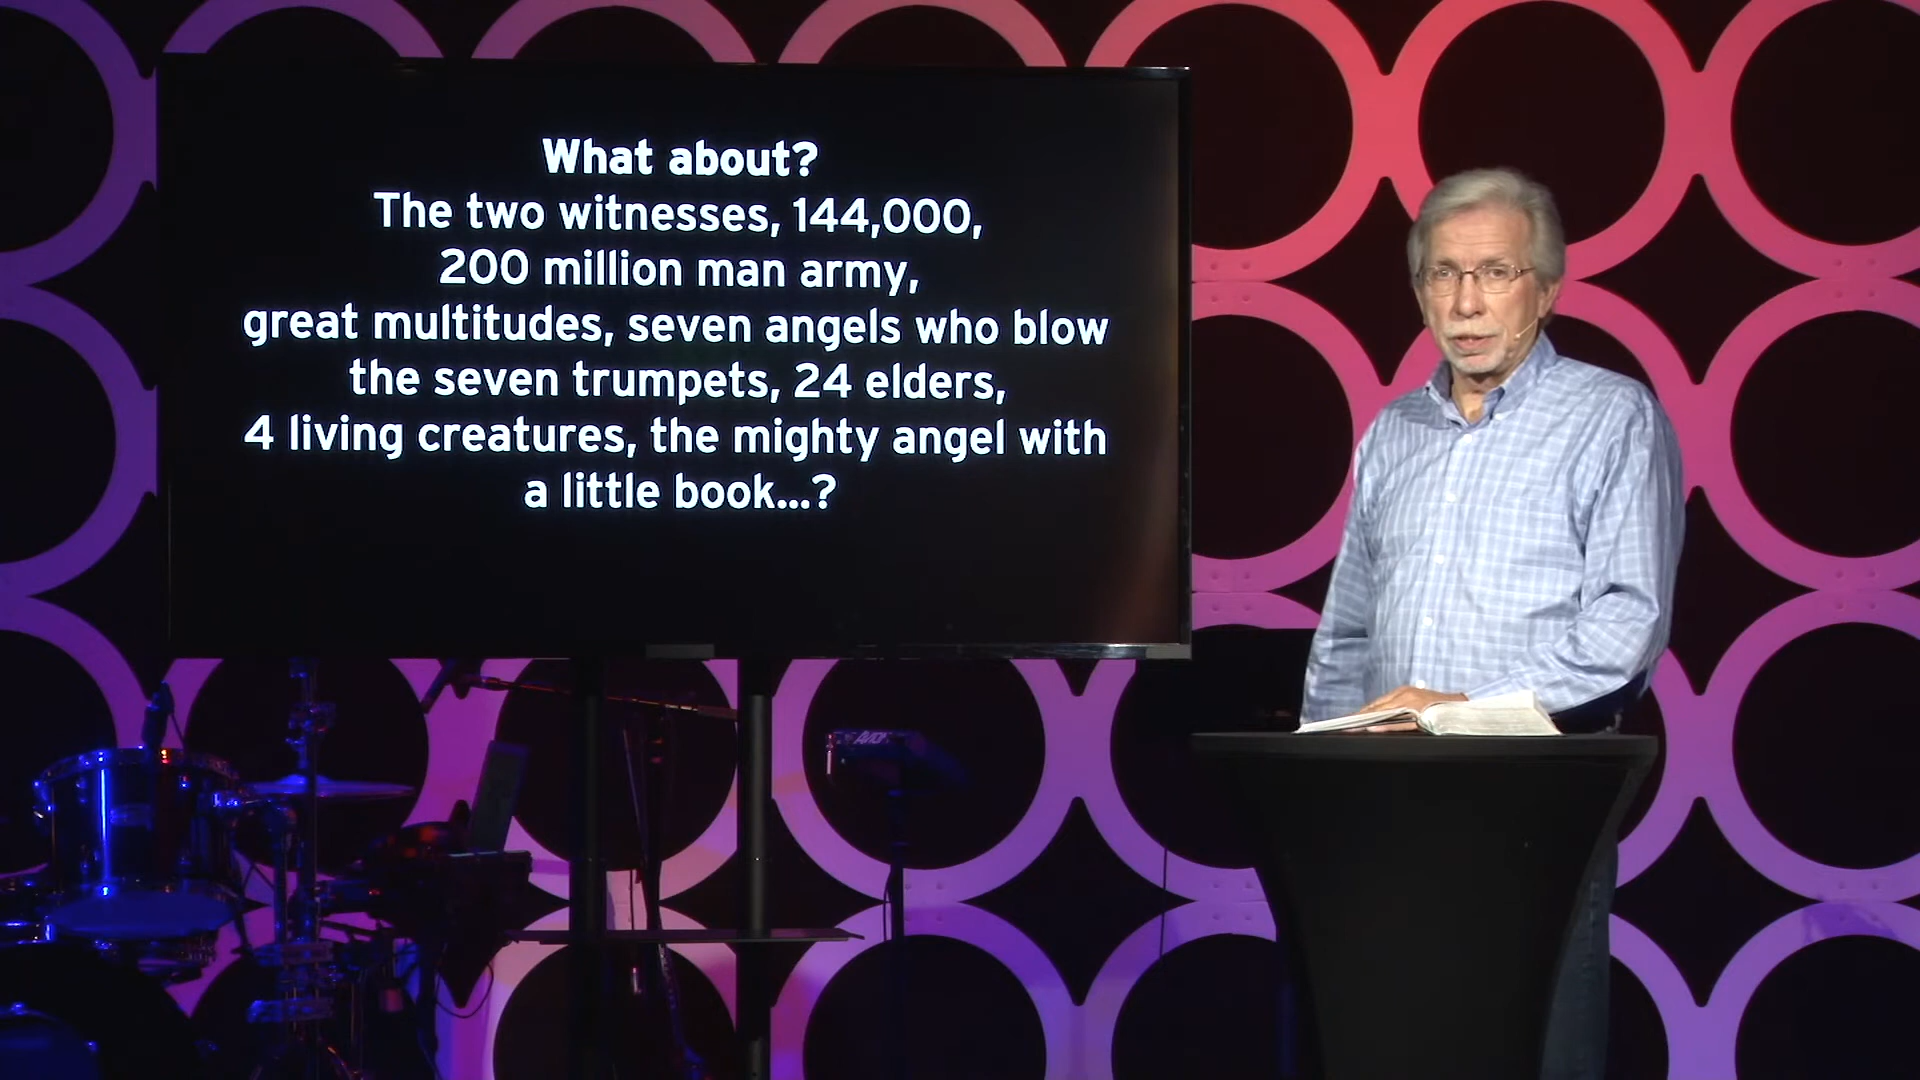 What about?
The two witnesses, 144,000,
200 million man army,
great multitudes, seven angels who blow
the seven trumpets, 24 elders,
4 living creatures, the mighty angel with
a little book...?